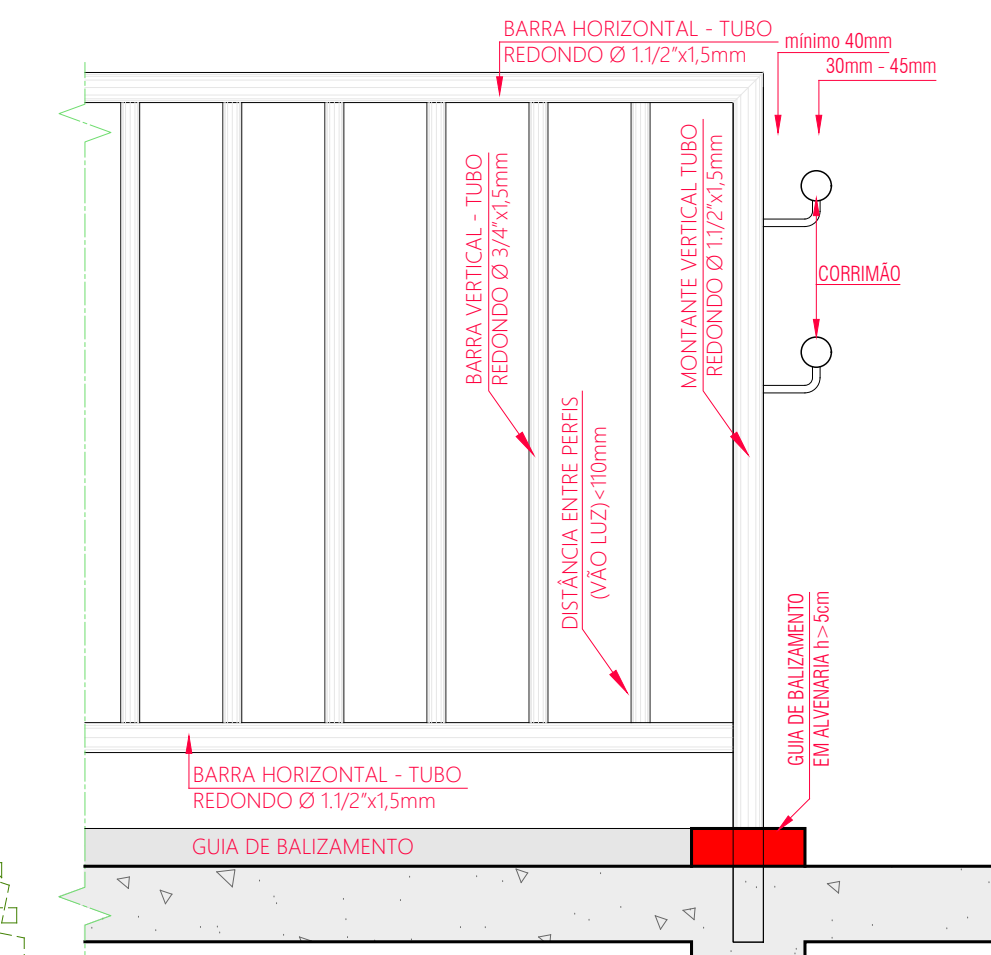 BARRA HORIZONTAL - TUBO
REDONDO Ø 1.1/2"x1,5mm
mínimo 40mm
30mm - 45mm
BARRA VERTICAL - TUBO
REDONDO Ø 3/4"x1,5mm
MONTANTE VERTICAL TUBO
REDONDO Ø 1.1/2"x1,5mm
CORRIMÃO
DISTÂNCIA ENTRE PERFIS
(VÃO LUZ)<110mm
GUIA DE BALIZAMENTO
EM ALVENARIA h>5cm
BARRA HORIZONTAL - TUBO
REDONDO Ø 1.1/2"x1,5mm
GUIA DE BALIZAMENTO